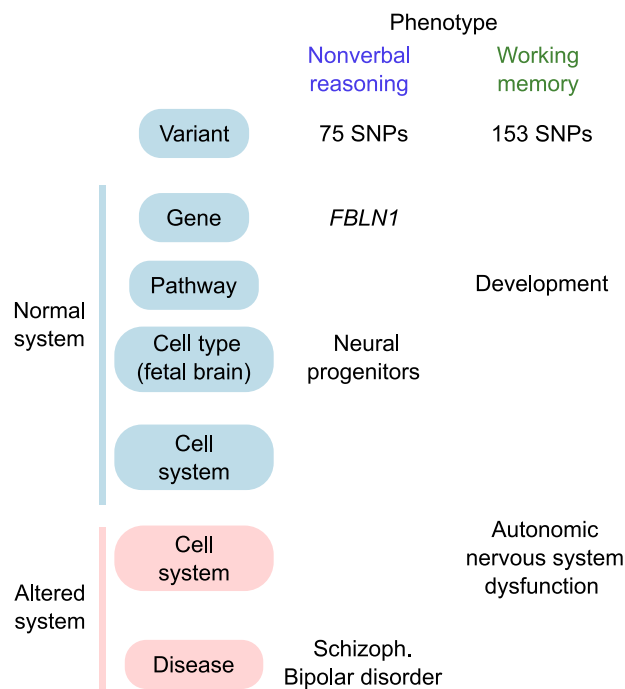 Phenotype
Nonverbal
reasoning
Working
memory
Variant
75 SNPs
153 SNPs
Normal
system
Gene
FBLN1
Pathway
Development
Cell type
(fetal brain)
Neural
progenitors
Cell
system
Altered
system
Cell
system
Autonomic
nervous system
dysfunction
Disease
Schizoph.
Bipolar disorder